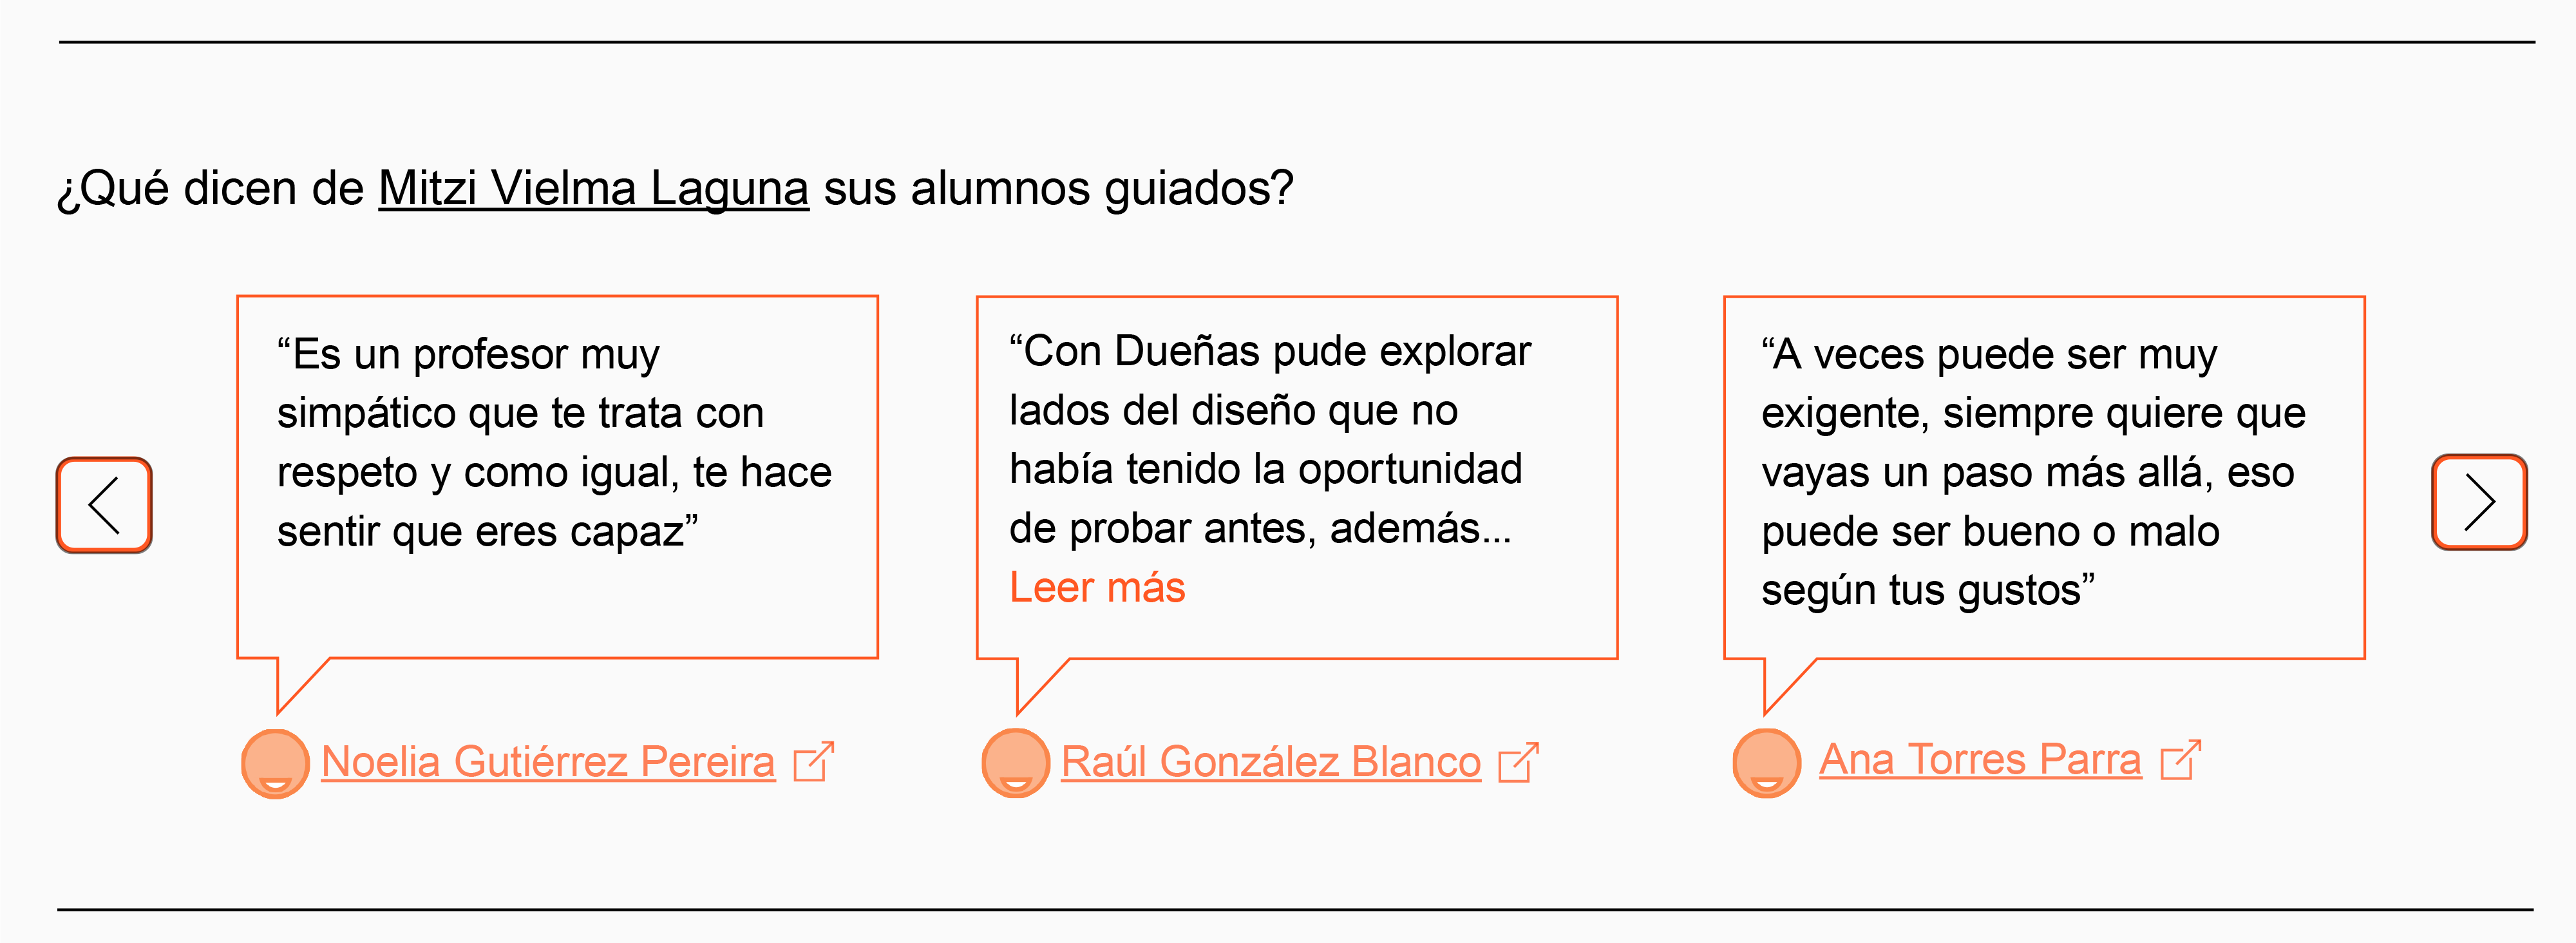 ¿Qué dicen de Mitzi Vielma Laguna sus alumnos guiados?
“Es un profesor muy
simpático que te trata con
respeto y como igual, te hace
sentir que eres capaz”
Noelia Gutiérrez Pereira
“Con Dueñas pude explorar
lados del diseño que no
había tenido la oportunidad
de probar antes, además...
Leer más
Raúl González Blanco
“A veces puede ser muy
exigente, siempre quiere que
vayas un paso más allá, eso
puede ser bueno o malo
según tus gustos”
Ana Torres Parra